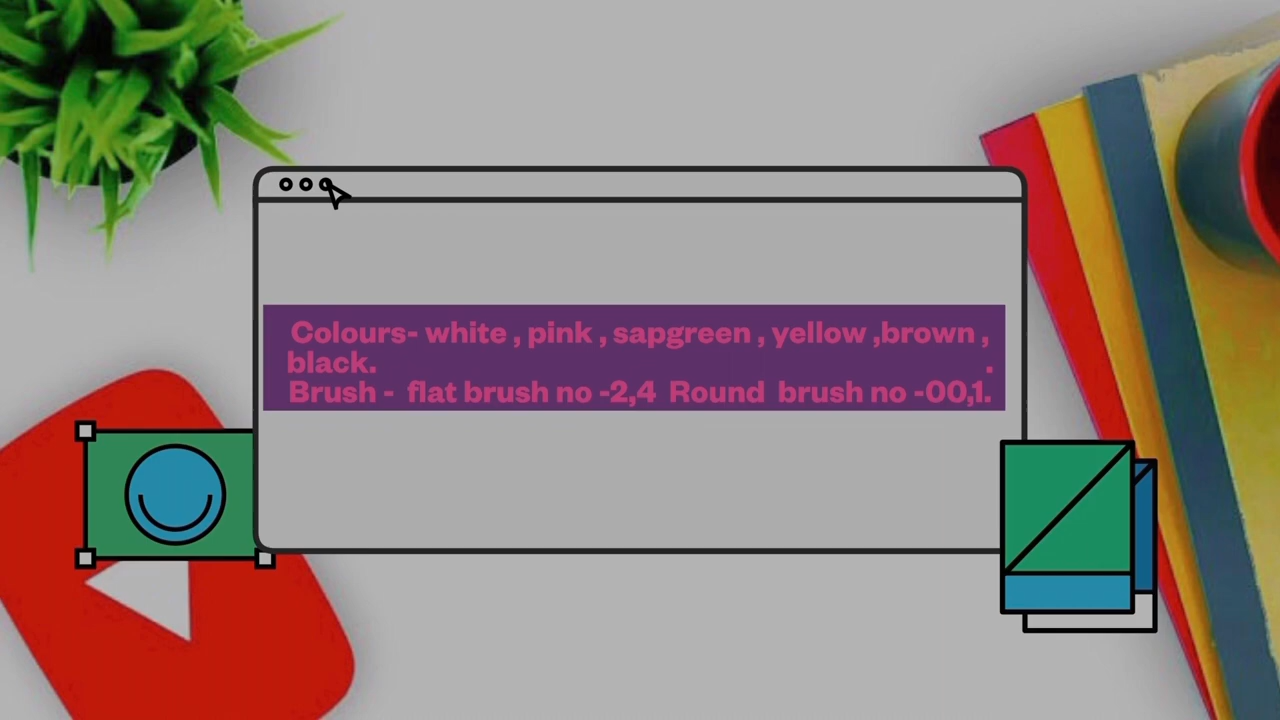 Colours- white , pink , sapgreen , yellow ,brown ,
black. .
Brush - flat brush no -2,4 Round brush no -00,1.